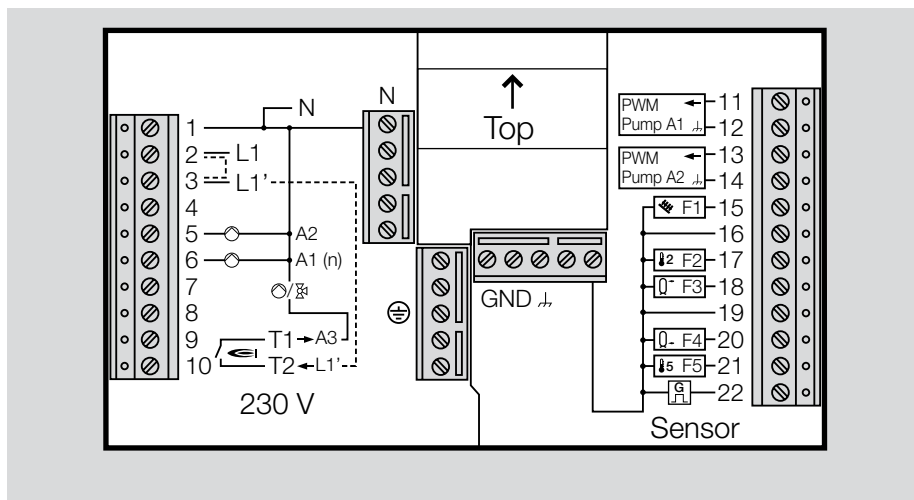 N
N
1
2 L1
3 L1'
4
5 A2
6 A1 (n)
7
8
9 T1 A3
10 T2 L1'
230 V
Top
GND
PWM 11
Pump A1 12
PWM 13
Pump A2 14
F1 15
16
2 F2 17
F3 18
19
F4 20
5 F5 21
G 22
Sensor